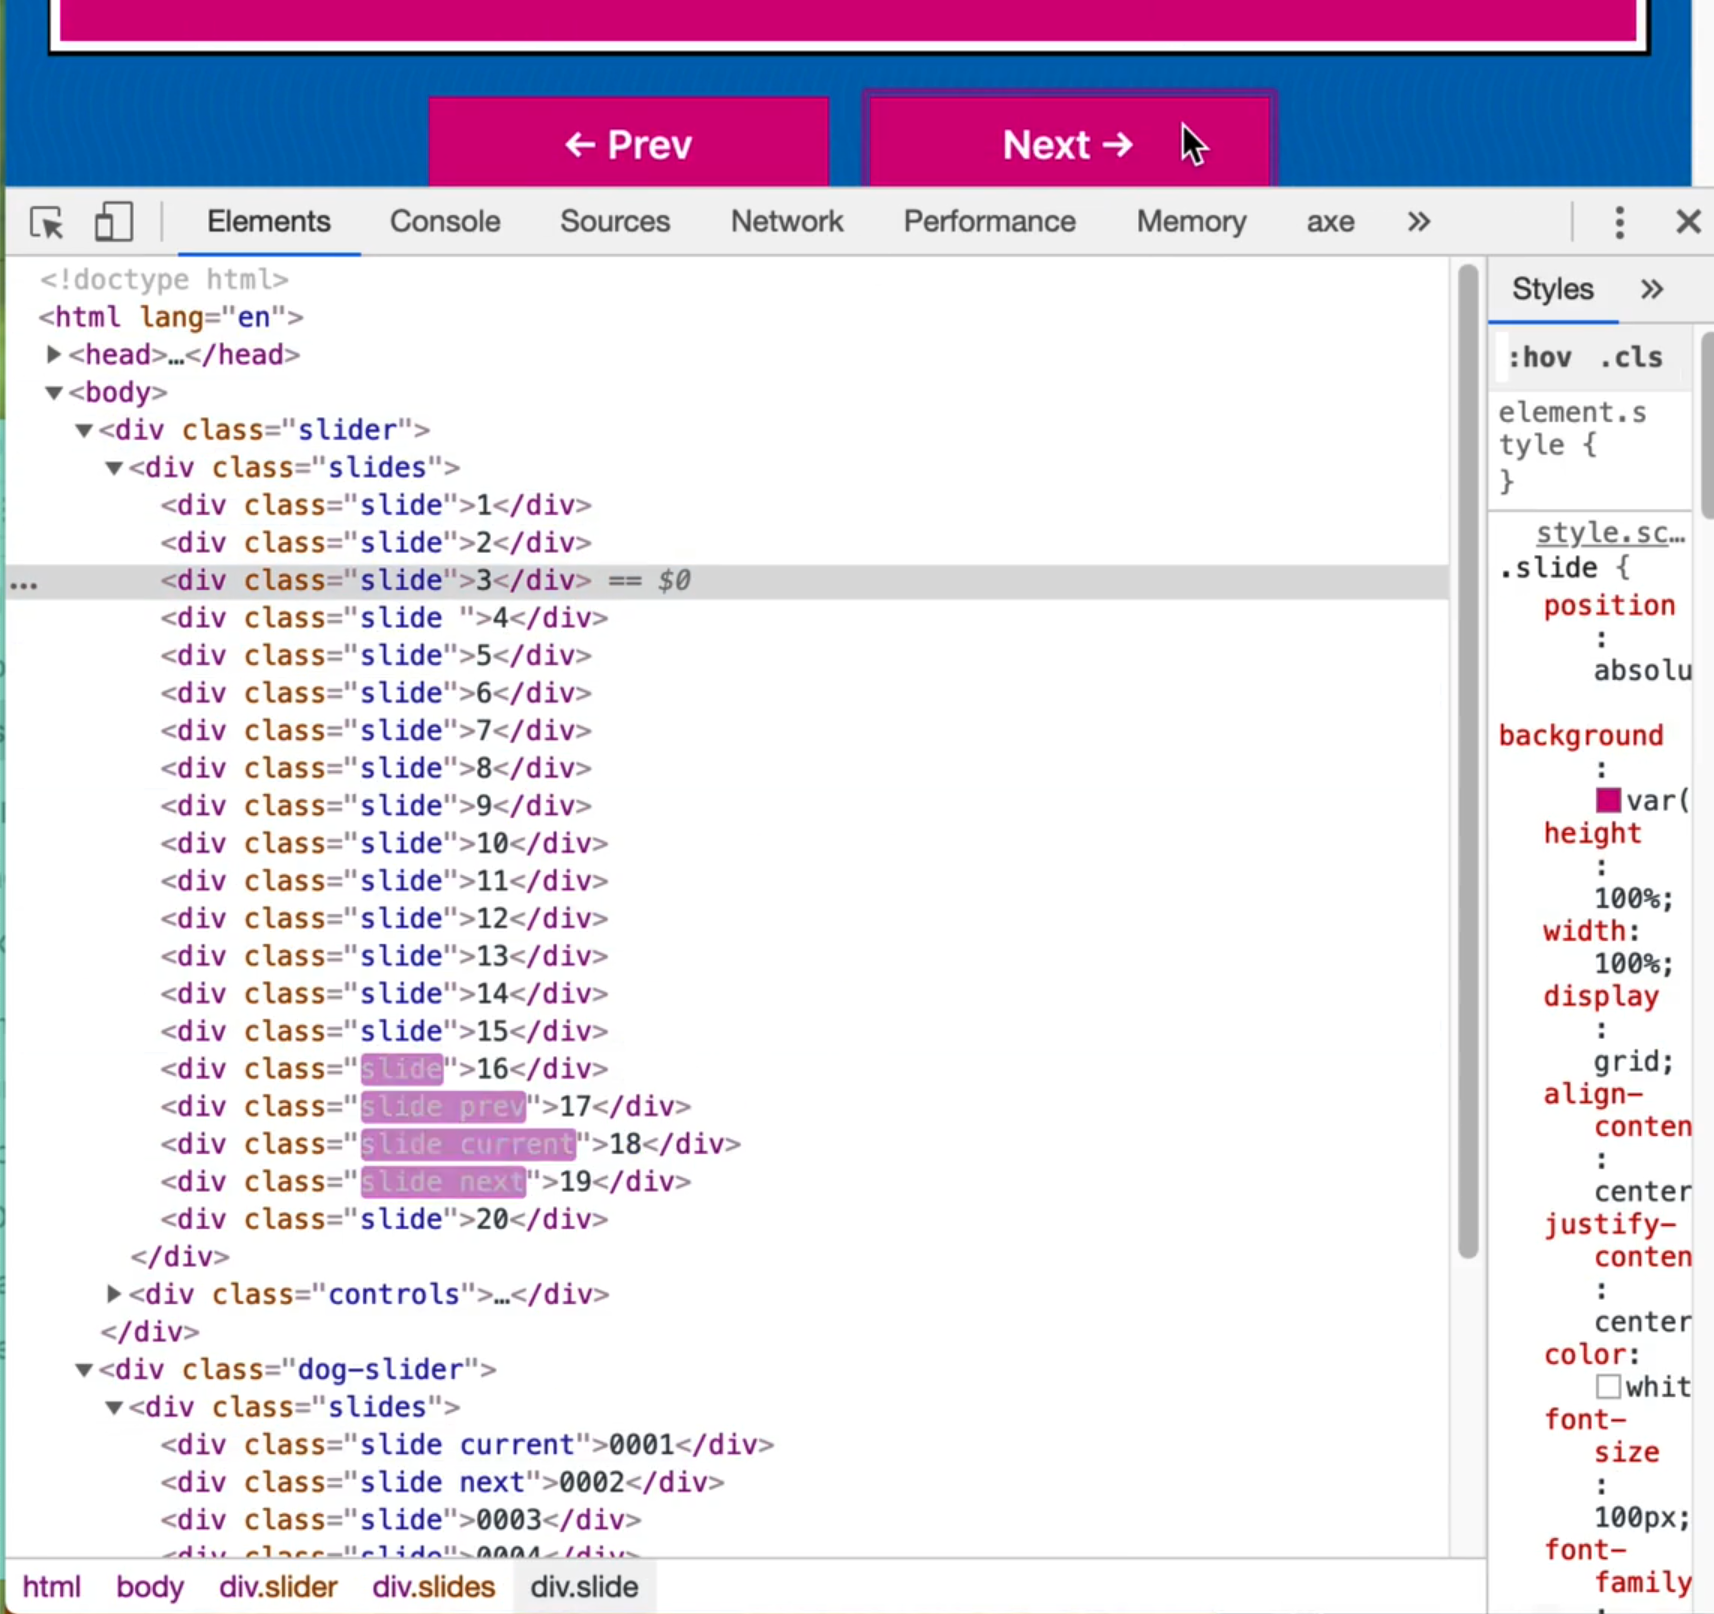 ← Prev
Next →
Elements Console Sources Network Performance Memory axe »
<!doctype html>
<html lang="en">
▶<head>…</head>
▼<body>
▼<div class="slider">
▼<div class="slides">
<div class="slide">1</div>
<div class="slide">2</div>
… <div class="slide">3</div> == $0
<div class="slide ">4</div>
<div class="slide">5</div>
<div class="slide">6</div>
<div class="slide">7</div>
<div class="slide">8</div>
<div class="slide">9</div>
<div class="slide">10</div>
<div class="slide">11</div>
<div class="slide">12</div>
<div class="slide">13</div>
<div class="slide">14</div>
<div class="slide">15</div>
<div class="slide">16</div>
<div class="slide prev">17</div>
<div class="slide current">18</div>
<div class="slide next">19</div>
<div class="slide">20</div>
</div>
▶<div class="controls">…</div>
</div>
▼<div class="dog-slider">
▼<div class="slides">
<div class="slide current">0001</div>
<div class="slide next">0002</div>
<div class="slide">0003</div>
<div class="slide">0004</div>
html body div.slider div.slides div.slide
Styles »
:hov .cls
element.s
tyle {
}
style.sc…
.slide {
position
:
absolu
background
:
var(
height
:
100%;
width:
100%;
display
:
grid;
align-
conten
:
center
justify-
conten
:
center
color:
whit
font-
size
:
100px;
font-
family
: